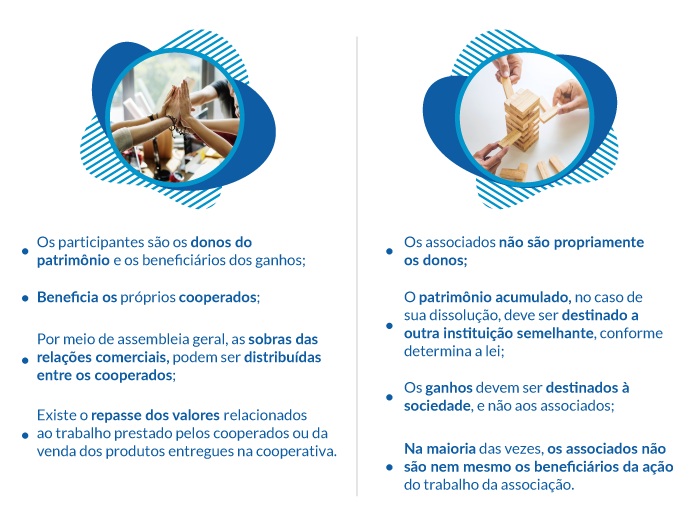 Os participantes são os donos do
patrimônio e os beneficiários dos ganhos;
Beneficia os próprios cooperados;
Por meio de assembleia geral, as sobras das
relações comerciais, podem ser distribuídas
entre os cooperados;
Existe o repasse dos valores relacionados
ao trabalho prestado pelos cooperados ou da
venda dos produtos entregues na cooperativa.
Os associados não são propriamente
os donos;
O patrimônio acumulado, no caso de
sua dissolução, deve ser destinado a
outra instituição semelhante, conforme
determina a lei;
Os ganhos devem ser destinados à
sociedade, e não aos associados;
Na maioria das vezes, os associados não
são nem mesmo os beneficiários da ação
do trabalho da associação.